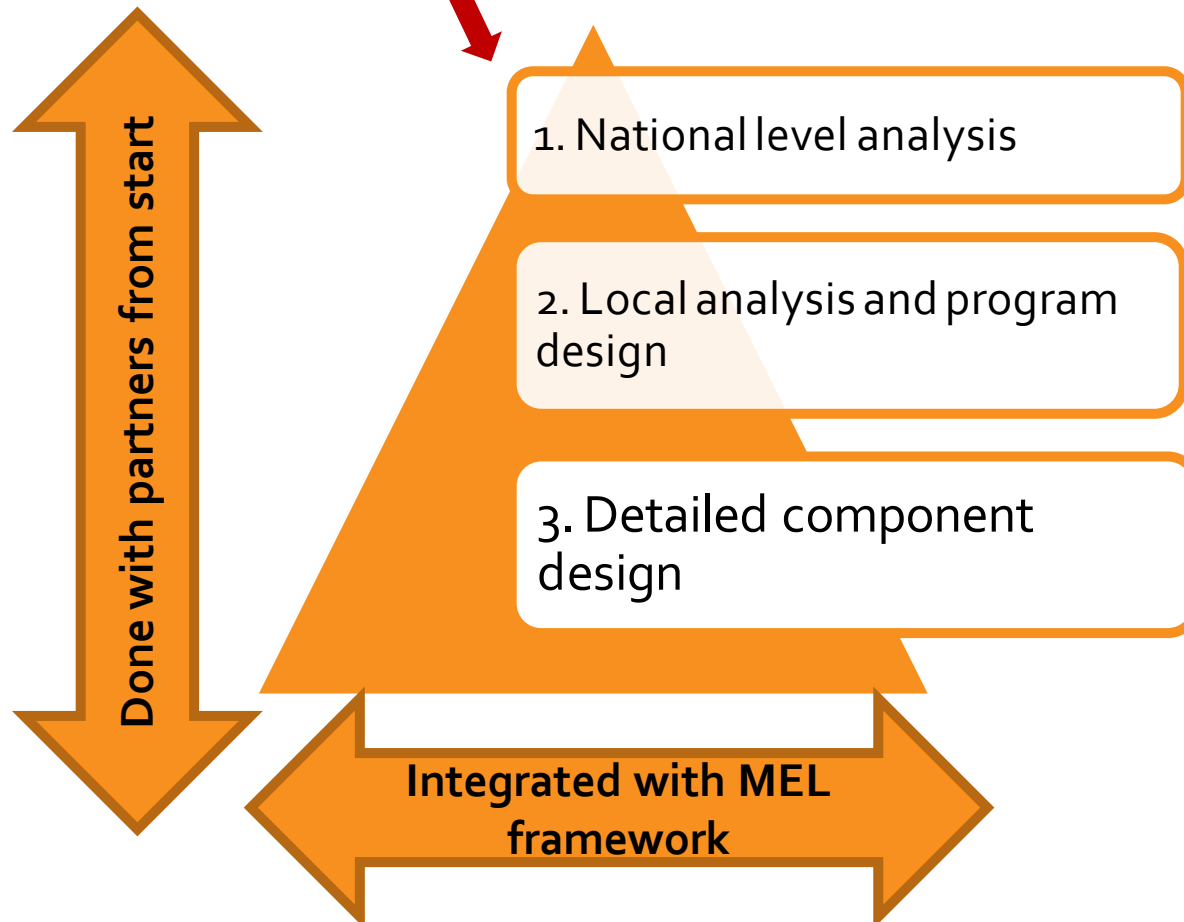 Done with partners from start
1. National level analysis
2. Local analysis and program
design
3. Detailed component
design
Integrated with MEL
framework